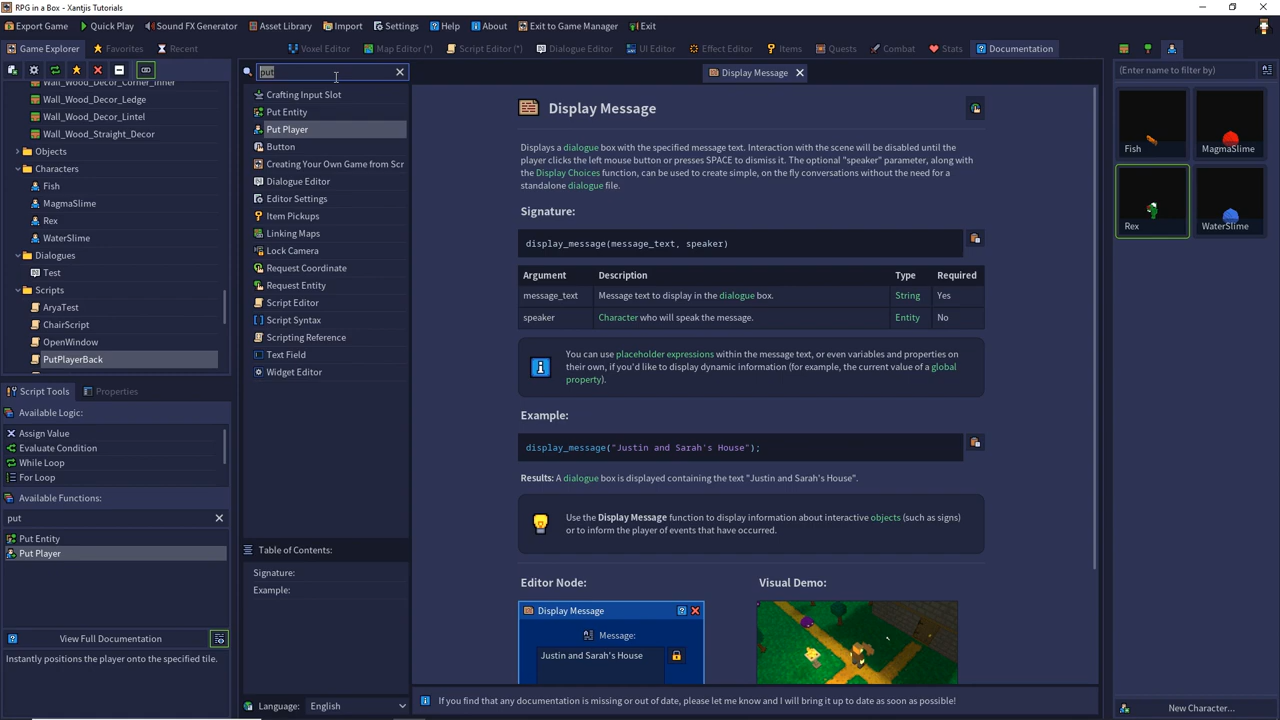 RPG in a Box - Xantjis Tutorials
Export Game Quick Play Sound FX Generator Asset Library Import Settings Help About Exit to Game Manager Exit
Game Explorer Favorites Recent Voxel Editor Map Editor (*) Script Editor (*) Dialogue Editor UI Editor Effect Editor Items Quests Combat Stats Documentation
Wall_Wood_Decor_Corner_Inner
Wall_Wood_Decor_Ledge
Wall_Wood_Decor_Lintel
Wall_Wood_Straight_Decor
Objects
Characters
Fish
MagmaSlime
Rex
WaterSlime
Dialogues
Test
Scripts
AryaTest
ChairScript
OpenWindow
PutPlayerBack
Script Tools Properties
Available Logic:
Assign Value
Evaluate Condition
While Loop
For Loop
Available Functions:
put
Put Entity
Put Player
View Full Documentation
Instantly positions the player onto the specified tile.
put
Crafting Input Slot
Put Entity
Put Player
Button
Creating Your Own Game from Scr
Dialogue Editor
Editor Settings
Item Pickups
Linking Maps
Lock Camera
Request Coordinate
Request Entity
Script Editor
Script Syntax
Scripting Reference
Text Field
Widget Editor
Table of Contents:
Signature:
Example:
Language: English
Display Message
Display Message
Displays a dialogue box with the specified message text. Interaction with the scene will be disabled until the
player clicks the left mouse button or presses SPACE to dismiss it. The optional "speaker" parameter, along with
the Display Choices function, can be used to create simple, on the fly conversations without the need for a
standalone dialogue file.
Signature:
display_message(message_text, speaker)
Argument Description Type Required
message_text Message text to display in the dialogue box. String Yes
speaker Character who will speak the message. Entity No
You can use placeholder expressions within the message text, or even variables and properties on
their own, if you'd like to display dynamic information (for example, the current value of a global
property).
Example:
display_message("Justin and Sarah's House");
Results: A dialogue box is displayed containing the text "Justin and Sarah's House".
Use the Display Message function to display information about interactive objects (such as signs)
or to inform the player of events that have occurred.
Editor Node: Visual Demo:
Display Message
Message:
Justin and Sarah's House
If you find that any documentation is missing or out of date, please let me know and I will bring it up to date as soon as possible!
(Enter name to filter by)
Fish MagmaSlime
Rex WaterSlime
New Character...